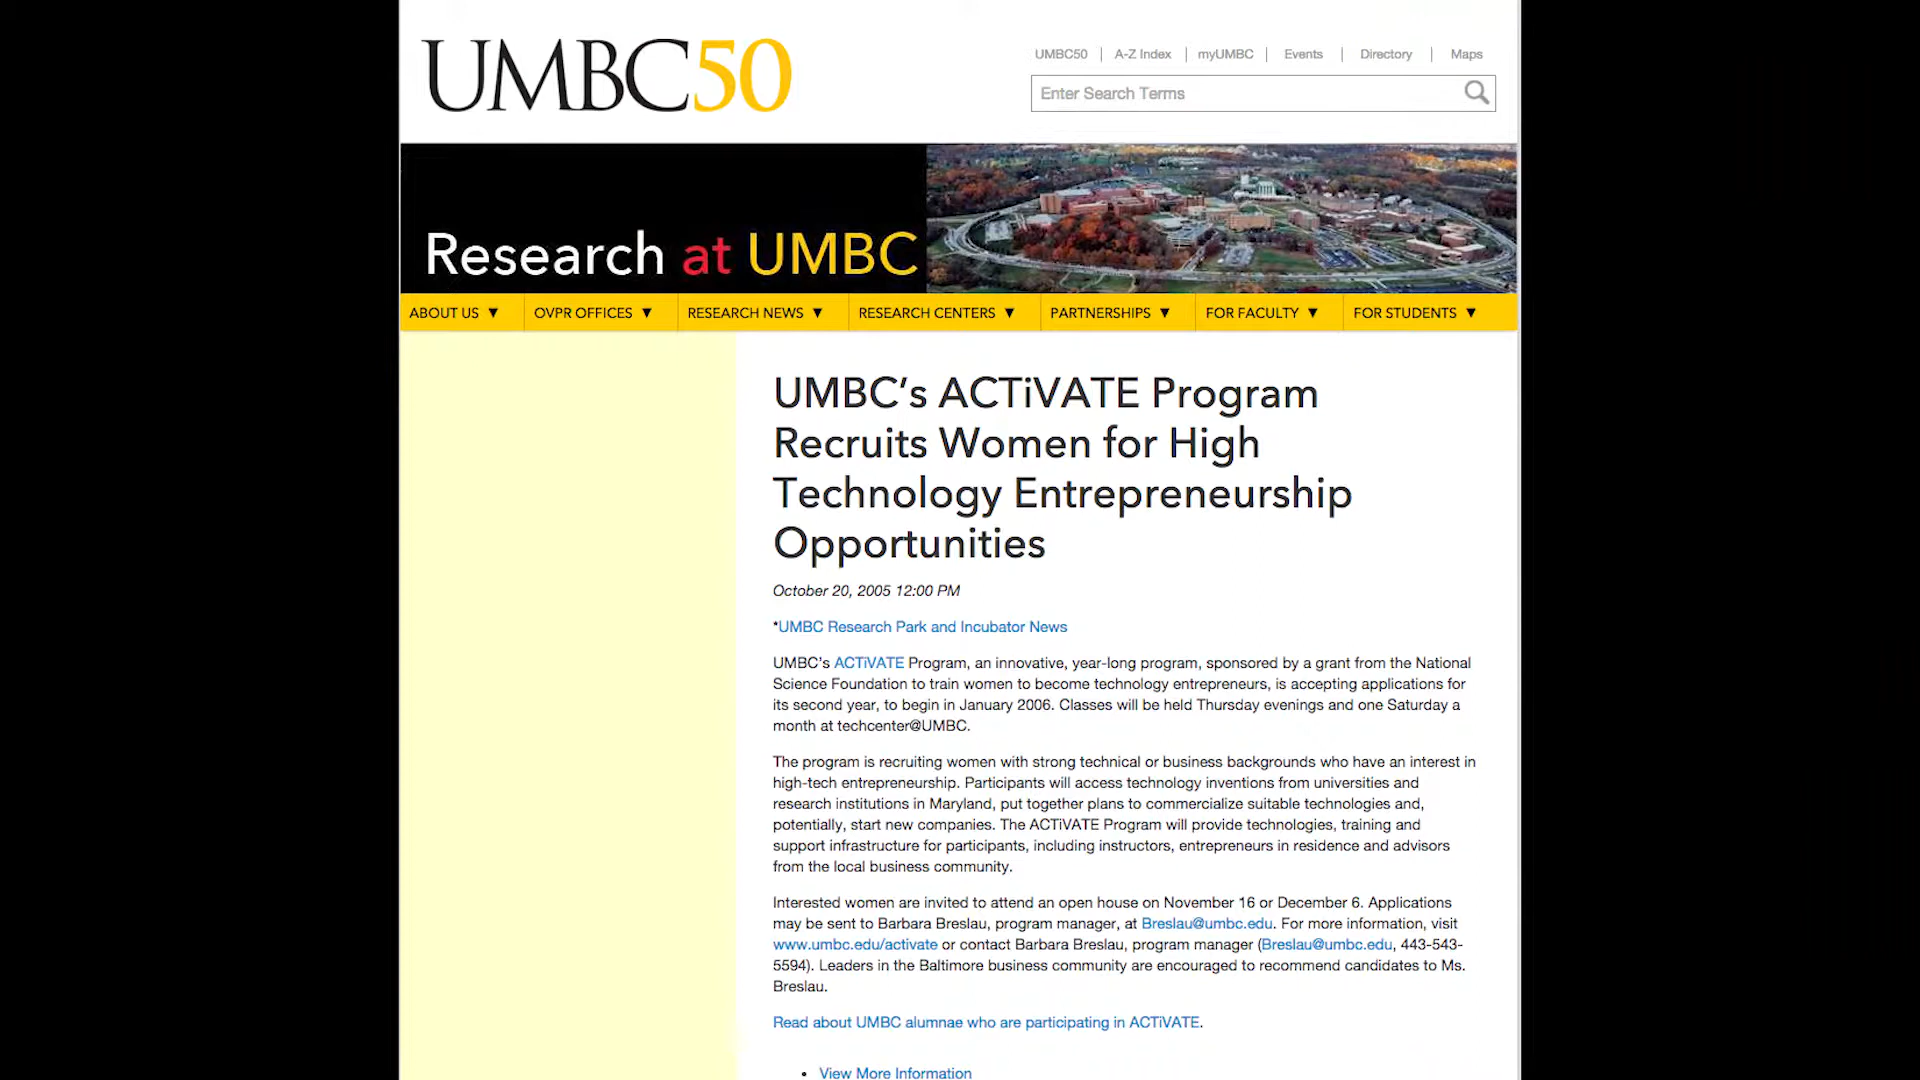 UMBC50
UMBC50 | A-Z Index | myUMBC | Events | Directory | Maps
Enter Search Terms
Research at UMBC
ABOUT US ▼ OVPR OFFICES ▼ RESEARCH NEWS ▼ RESEARCH CENTERS ▼ PARTNERSHIPS ▼ FOR FACULTY ▼ FOR STUDENTS ▼
UMBC's ACTiVATE Program
Recruits Women for High
Technology Entrepreneurship
Opportunities
October 20, 2005 12:00 PM
*UMBC Research Park and Incubator News
UMBC's ACTiVATE Program, an innovative, year-long program, sponsored by a grant from the National
Science Foundation to train women to become technology entrepreneurs, is accepting applications for
its second year, to begin in January 2006. Classes will be held Thursday evenings and one Saturday a
month at techcenter@UMBC.
The program is recruiting women with strong technical or business backgrounds who have an interest in
high-tech entrepreneurship. Participants will access technology inventions from universities and
research institutions in Maryland, put together plans to commercialize suitable technologies and,
potentially, start new companies. The ACTiVATE Program will provide technologies, training and
support infrastructure for participants, including instructors, entrepreneurs in residence and advisors
from the local business community.
Interested women are invited to attend an open house on November 16 or December 6. Applications
may be sent to Barbara Breslau, program manager, at Breslau@umbc.edu. For more information, visit
www.umbc.edu/activate or contact Barbara Breslau, program manager (Breslau@umbc.edu, 443-543-
5594). Leaders in the Baltimore business community are encouraged to recommend candidates to Ms.
Breslau.
Read about UMBC alumnae who are participating in ACTiVATE.
• View More Information